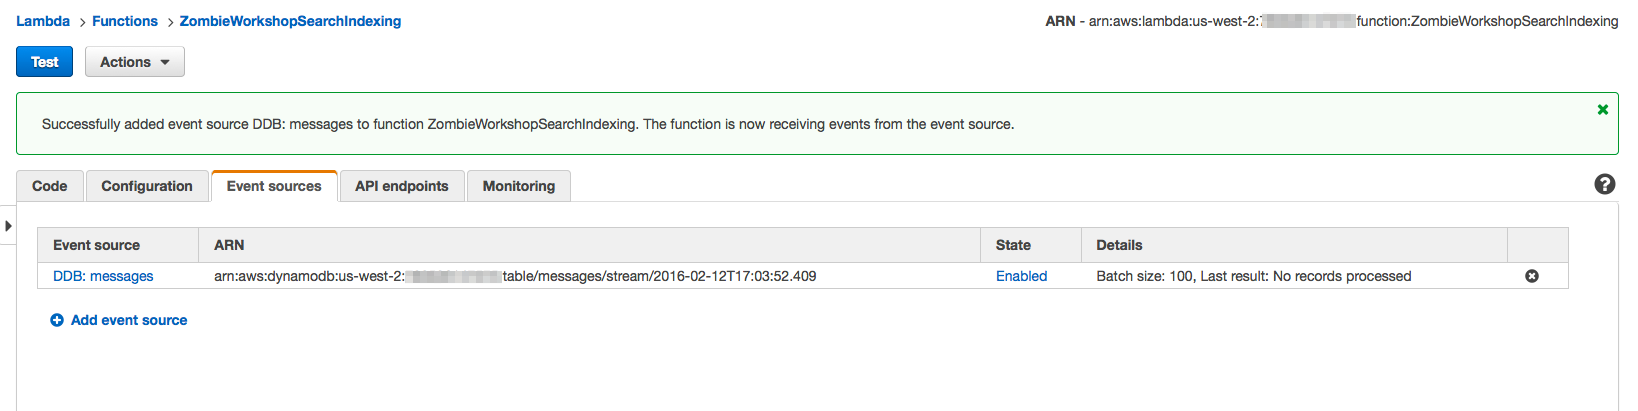 Lambda > Functions > ZombieWorkshopSearchIndexing
ARN - arn:aws:lambda:us-west-2: function:ZombieWorkshopSearchIndexing
Test Actions
Successfully added event source DDB: messages to function ZombieWorkshopSearchIndexing. The function is now receiving events from the event source.
Code Configuration Event sources API endpoints Monitoring
Event source ARN State Details
DDB: messages arn:aws:dynamodb:us-west-2: table/messages/stream/2016-02-12T17:03:52.409 Enabled Batch size: 100, Last result: No records processed
Add event source